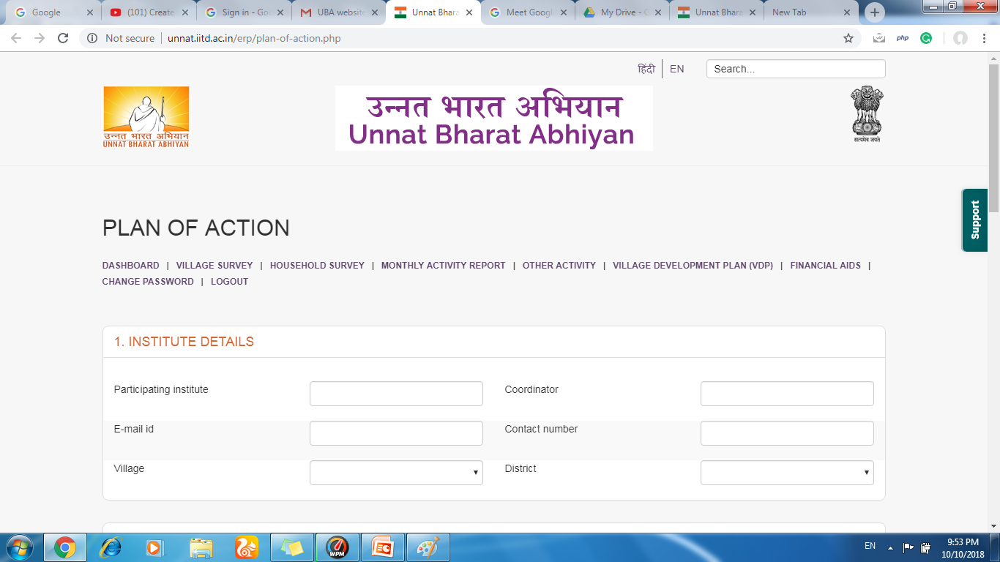 Google
(101) Create
Sign in - Goo
UBA website
Unnat Bhara
Meet Googl
My Drive - G
Unnat Bhara
New Tab
Not secure | unnat.iitd.ac.in/erp/plan-of-action.php
php
हिंदी EN Search...
उन्नत भारत अभियान
UNNAT BHARAT ABHIYAN
उन्नत भारत अभियान
Unnat Bharat Abhiyan
सत्यमेव जयते
Support
PLAN OF ACTION
DASHBOARD | VILLAGE SURVEY | HOUSEHOLD SURVEY | MONTHLY ACTIVITY REPORT | OTHER ACTIVITY | VILLAGE DEVELOPMENT PLAN (VDP) | FINANCIAL AIDS |
CHANGE PASSWORD | LOGOUT
1. INSTITUTE DETAILS
Participating institute Coordinator
E-mail id Contact number
Village District
WPM
EN
9:53 PM
10/10/2018